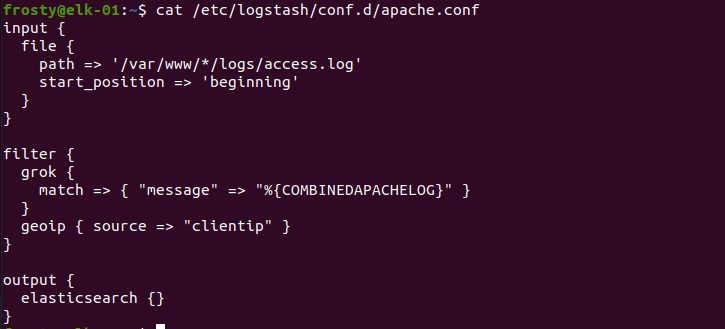 frosty@elk-01:~$ cat /etc/logstash/conf.d/apache.conf
input {
  file {
    path => '/var/www/*/logs/access.log'
    start_position => 'beginning'
  }
}

filter {
  grok {
    match => { "message" => "%{COMBINEDAPACHELOG}" }
  }
  geoip { source => "clientip" }
}

output {
  elasticsearch {}
}